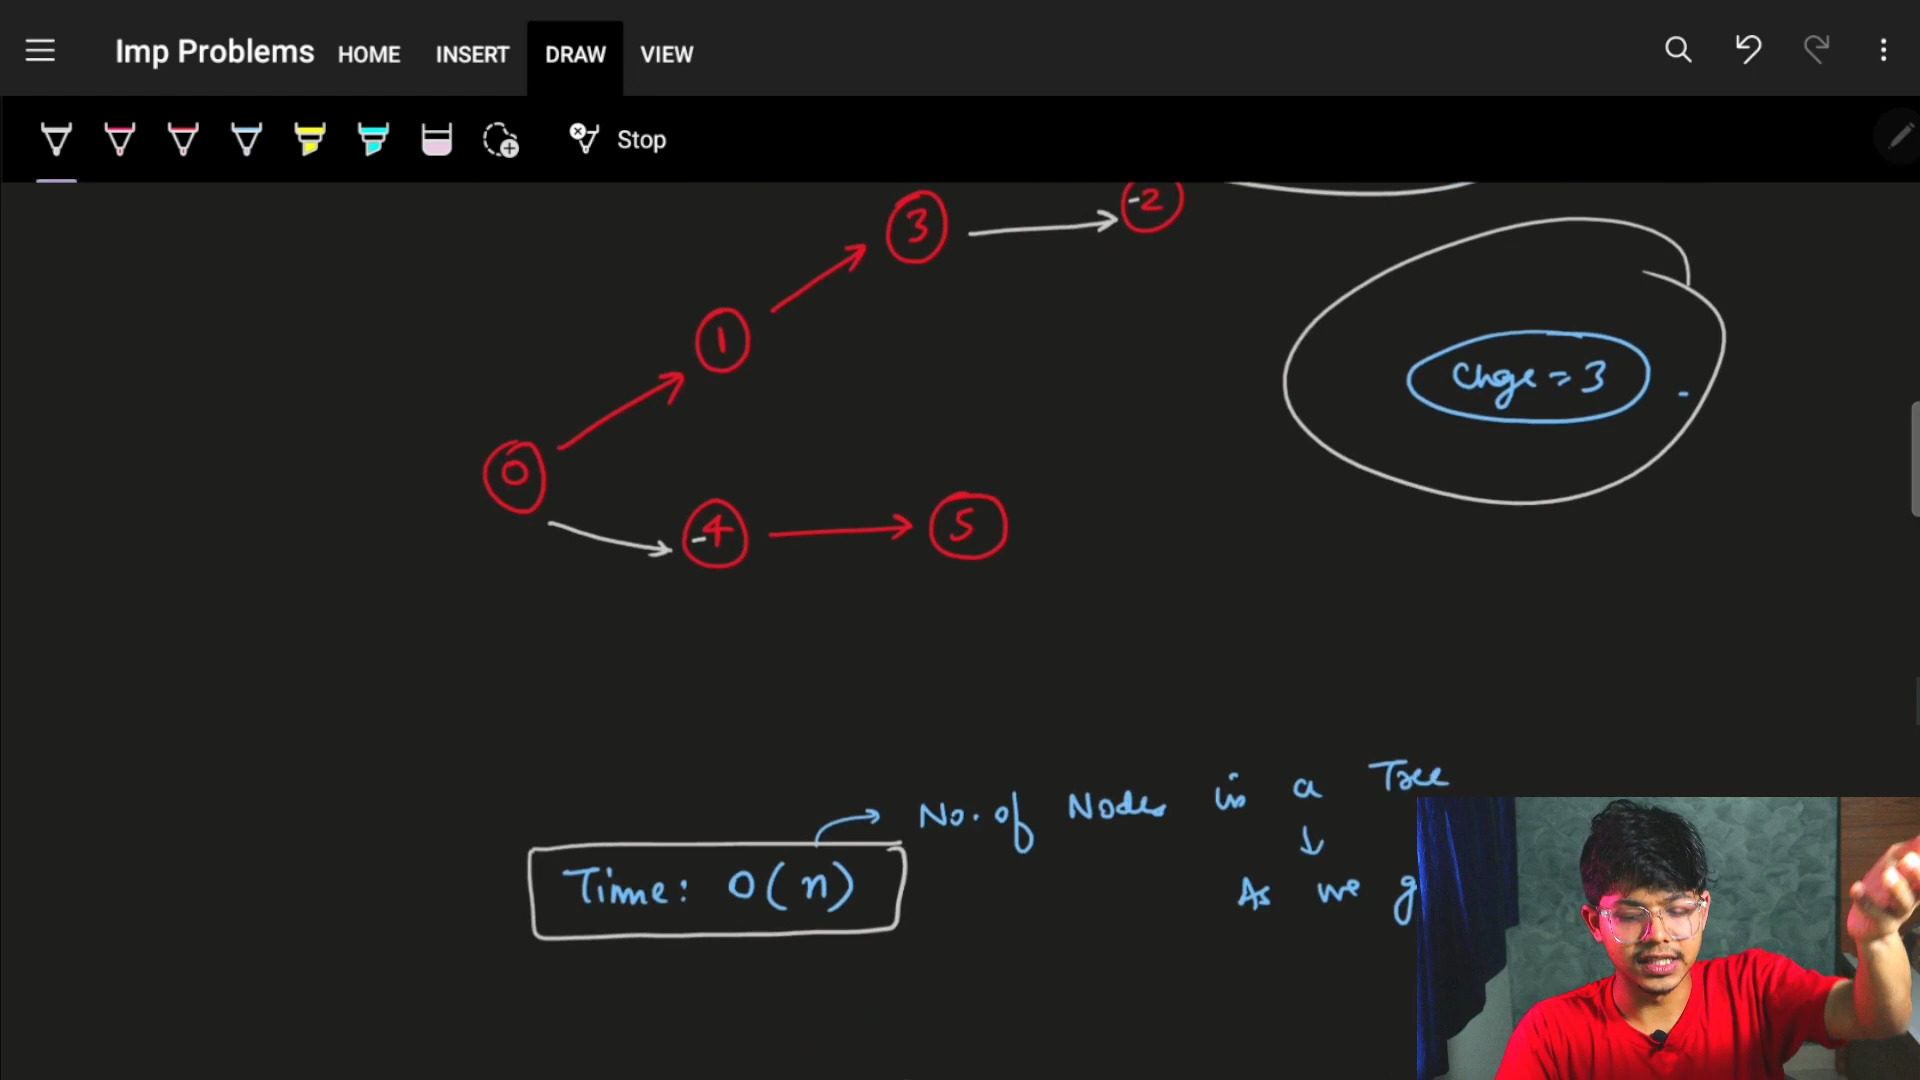 Imp Problems HOME INSERT DRAW VIEW
Stop
3
-2
1
Chge = 3
0
-4
5
No. of Nodes in a Tree
Time: O(n)
As we g